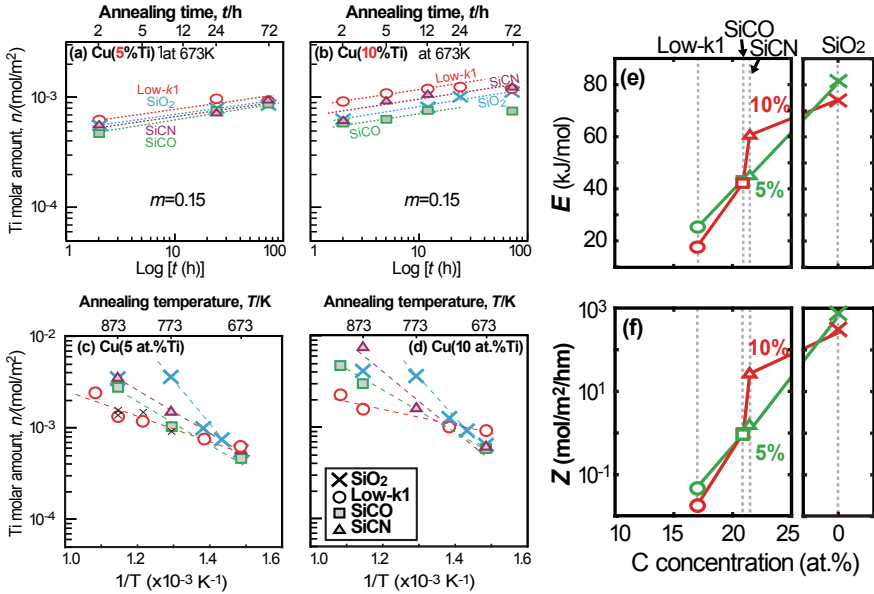 Annealing time, t/h
2 5 12 24 72
(a) Cu(5%Ti) at 673K
Low-k1
SiO₂
SiCN
SiCO
m=0.15
Ti molar amount, n/(mol/m²)
10⁻³
10⁻⁴
1 10 100
Log [t (h)]
Annealing time, t/h
2 5 12 24 72
(b) Cu(10%Ti) at 673K
Low-k1
SiCN
SiO₂
SiCO
m=0.15
1 10 100
Log [t (h)]
Annealing temperature, T/K
873 773 673
(c) Cu(5 at.%Ti)
Ti molar amount, n/(mol/m²)
10⁻²
10⁻³
10⁻⁴
1.0 1.2 1.4 1.6
1/T (x10⁻³ K⁻¹)
Annealing temperature, T/K
873 773 673
(d) Cu(10 at.%Ti)
SiO₂
Low-k1
SiCO
SiCN
1.0 1.2 1.4 1.6
1/T (x10⁻³ K⁻¹)
SiCO
Low-k1 SiCN SiO₂
(e)
10%
5%
E (kJ/mol)
80
60
40
20
(f)
10%
5%
Z (mol/m²/hm)
10³
10¹
10⁻¹
10 15 20 25 0
C concentration (at.%)